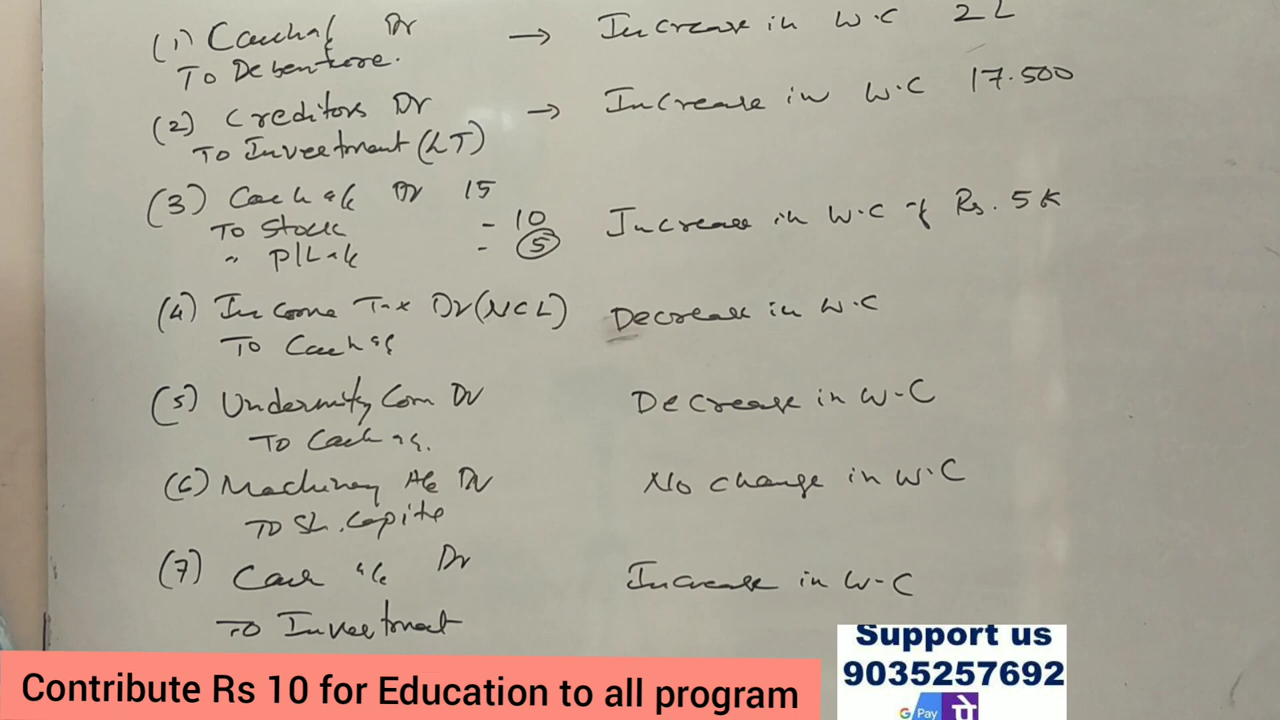 (1) Cash a/c Dr → Increase in W.C 2 L
To Debenture.
(2) Creditors Dr → Increase in W.C 17.500
To Investment (LT)
(3) Cash a/c Dr 15
To Stock - 10 Increase in W.C of Rs. 5K
" P/L a/c - 5
(4) Income Tax Dr (NCL) Decrease in W.C
To Cash a/c
(5) Com Dr Decrease in W-C
To Cash a/c.
(6) Machinery A/c Dr No change in W.C
To Sh. Capital
(7) Cash a/c Dr Increase in W-C
To Investment
Support us
9035257692
G Pay पे
Contribute Rs 10 for Education to all program